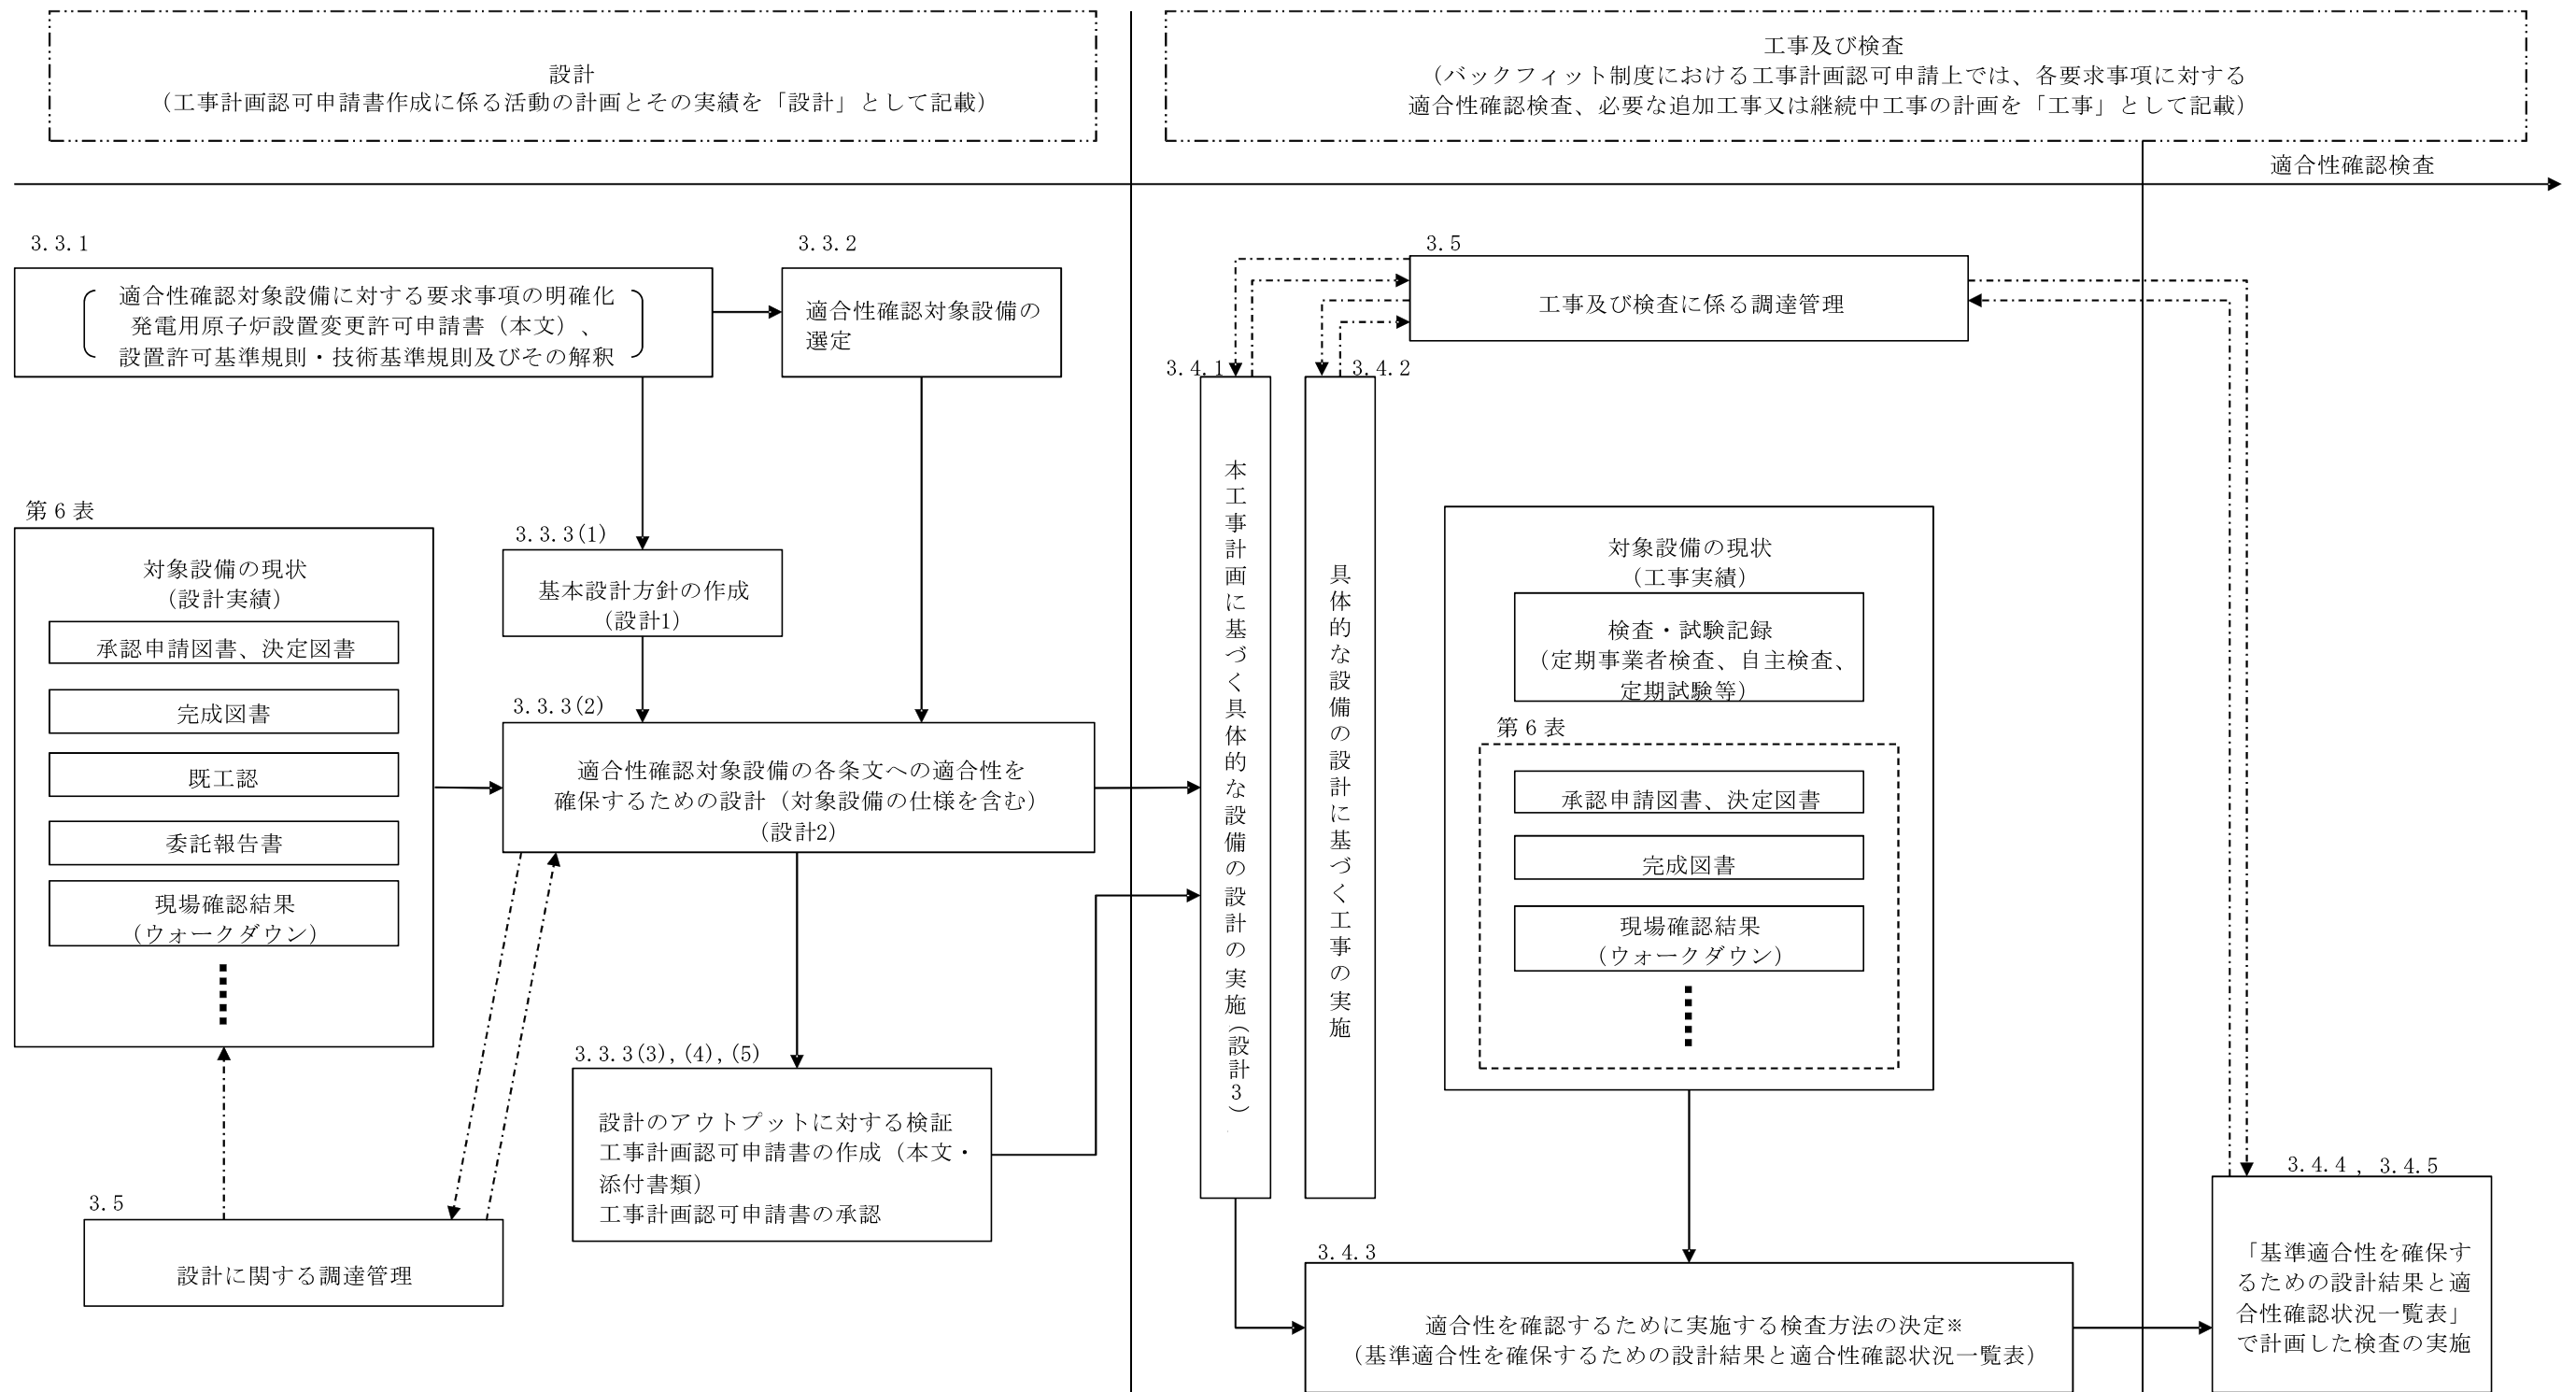 設計
（工事計画認可申請書作成に係る活動の計画とその実績を「設計」として記載）
工事及び検査
（バックフィット制度における工事計画認可申請上では、各要求事項に対する
適合性確認検査、必要な追加工事又は継続中工事の計画を「工事」として記載）
適合性確認検査
3.3.1
適合性確認対象設備に対する要求事項の明確化
発電用原子炉設置変更許可申請書（本文）、
設置許可基準規則・技術基準規則及びその解釈
3.3.2
適合性確認対象設備の
選定
第6表
対象設備の現状
（設計実績）
承認申請図書、決定図書
完成図書
既工認
委託報告書
現場確認結果
（ウォークダウン）
3.3.3(1)
基本設計方針の作成
（設計1）
3.3.3(2)
適合性確認対象設備の各条文への適合性を
確保するための設計（対象設備の仕様を含む）
（設計2）
3.3.3(3),(4),(5)
設計のアウトプットに対する検証
工事計画認可申請書の作成（本文・
添付書類）
工事計画認可申請書の承認
3.5
設計に関する調達管理
3.5
工事及び検査に係る調達管理
3.4.1
本工事計画に基づく具体的な設備の設計の実施（設計3）
3.4.2
具体的な設備の設計に基づく工事の実施
対象設備の現状
（工事実績）
検査・試験記録
（定期事業者検査、自主検査、
定期試験等）
第6表
承認申請図書、決定図書
完成図書
現場確認結果
（ウォークダウン）
3.4.3
適合性を確認するために実施する検査方法の決定※
（基準適合性を確保するための設計結果と適合性確認状況一覧表）
3.4.4 , 3.4.5
「基準適合性を確保す
るための設計結果と適
合性確認状況一覧表」
で計画した検査の実施